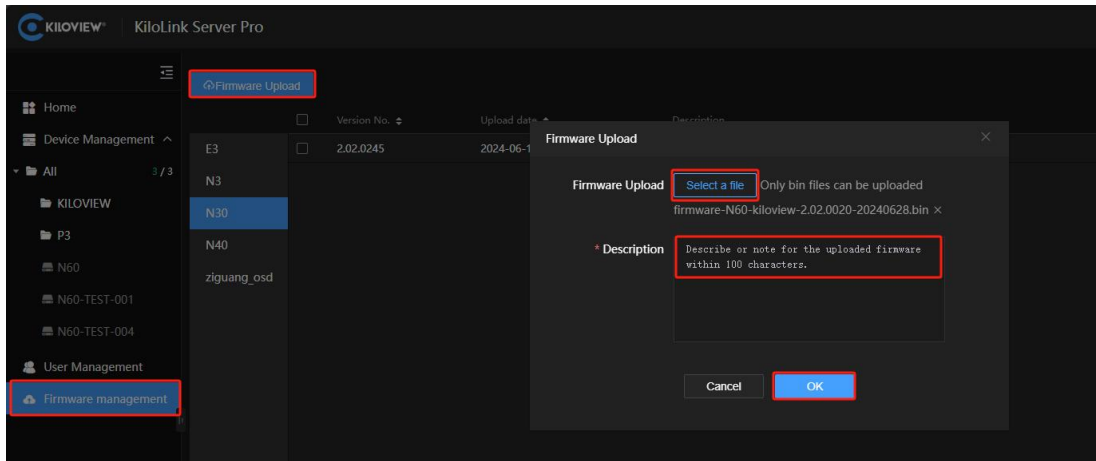 KILOVIEW® KiloLink Server Pro
Firmware Upload
Home
Device Management
All 3 / 3
KILOVIEW
P3
N60
N60-TEST-001
N60-TEST-004
User Management
Firmware management
Version No. Upload date Description
E3
N3
N30
N40
ziguang_osd
2.02.0245 2024-06-1
Firmware Upload
Firmware Upload Select a file Only bin files can be uploaded
firmware-N60-kiloview-2.02.0020-20240628.bin ×
* Description Describe or note for the uploaded firmware
within 100 characters.
Cancel OK